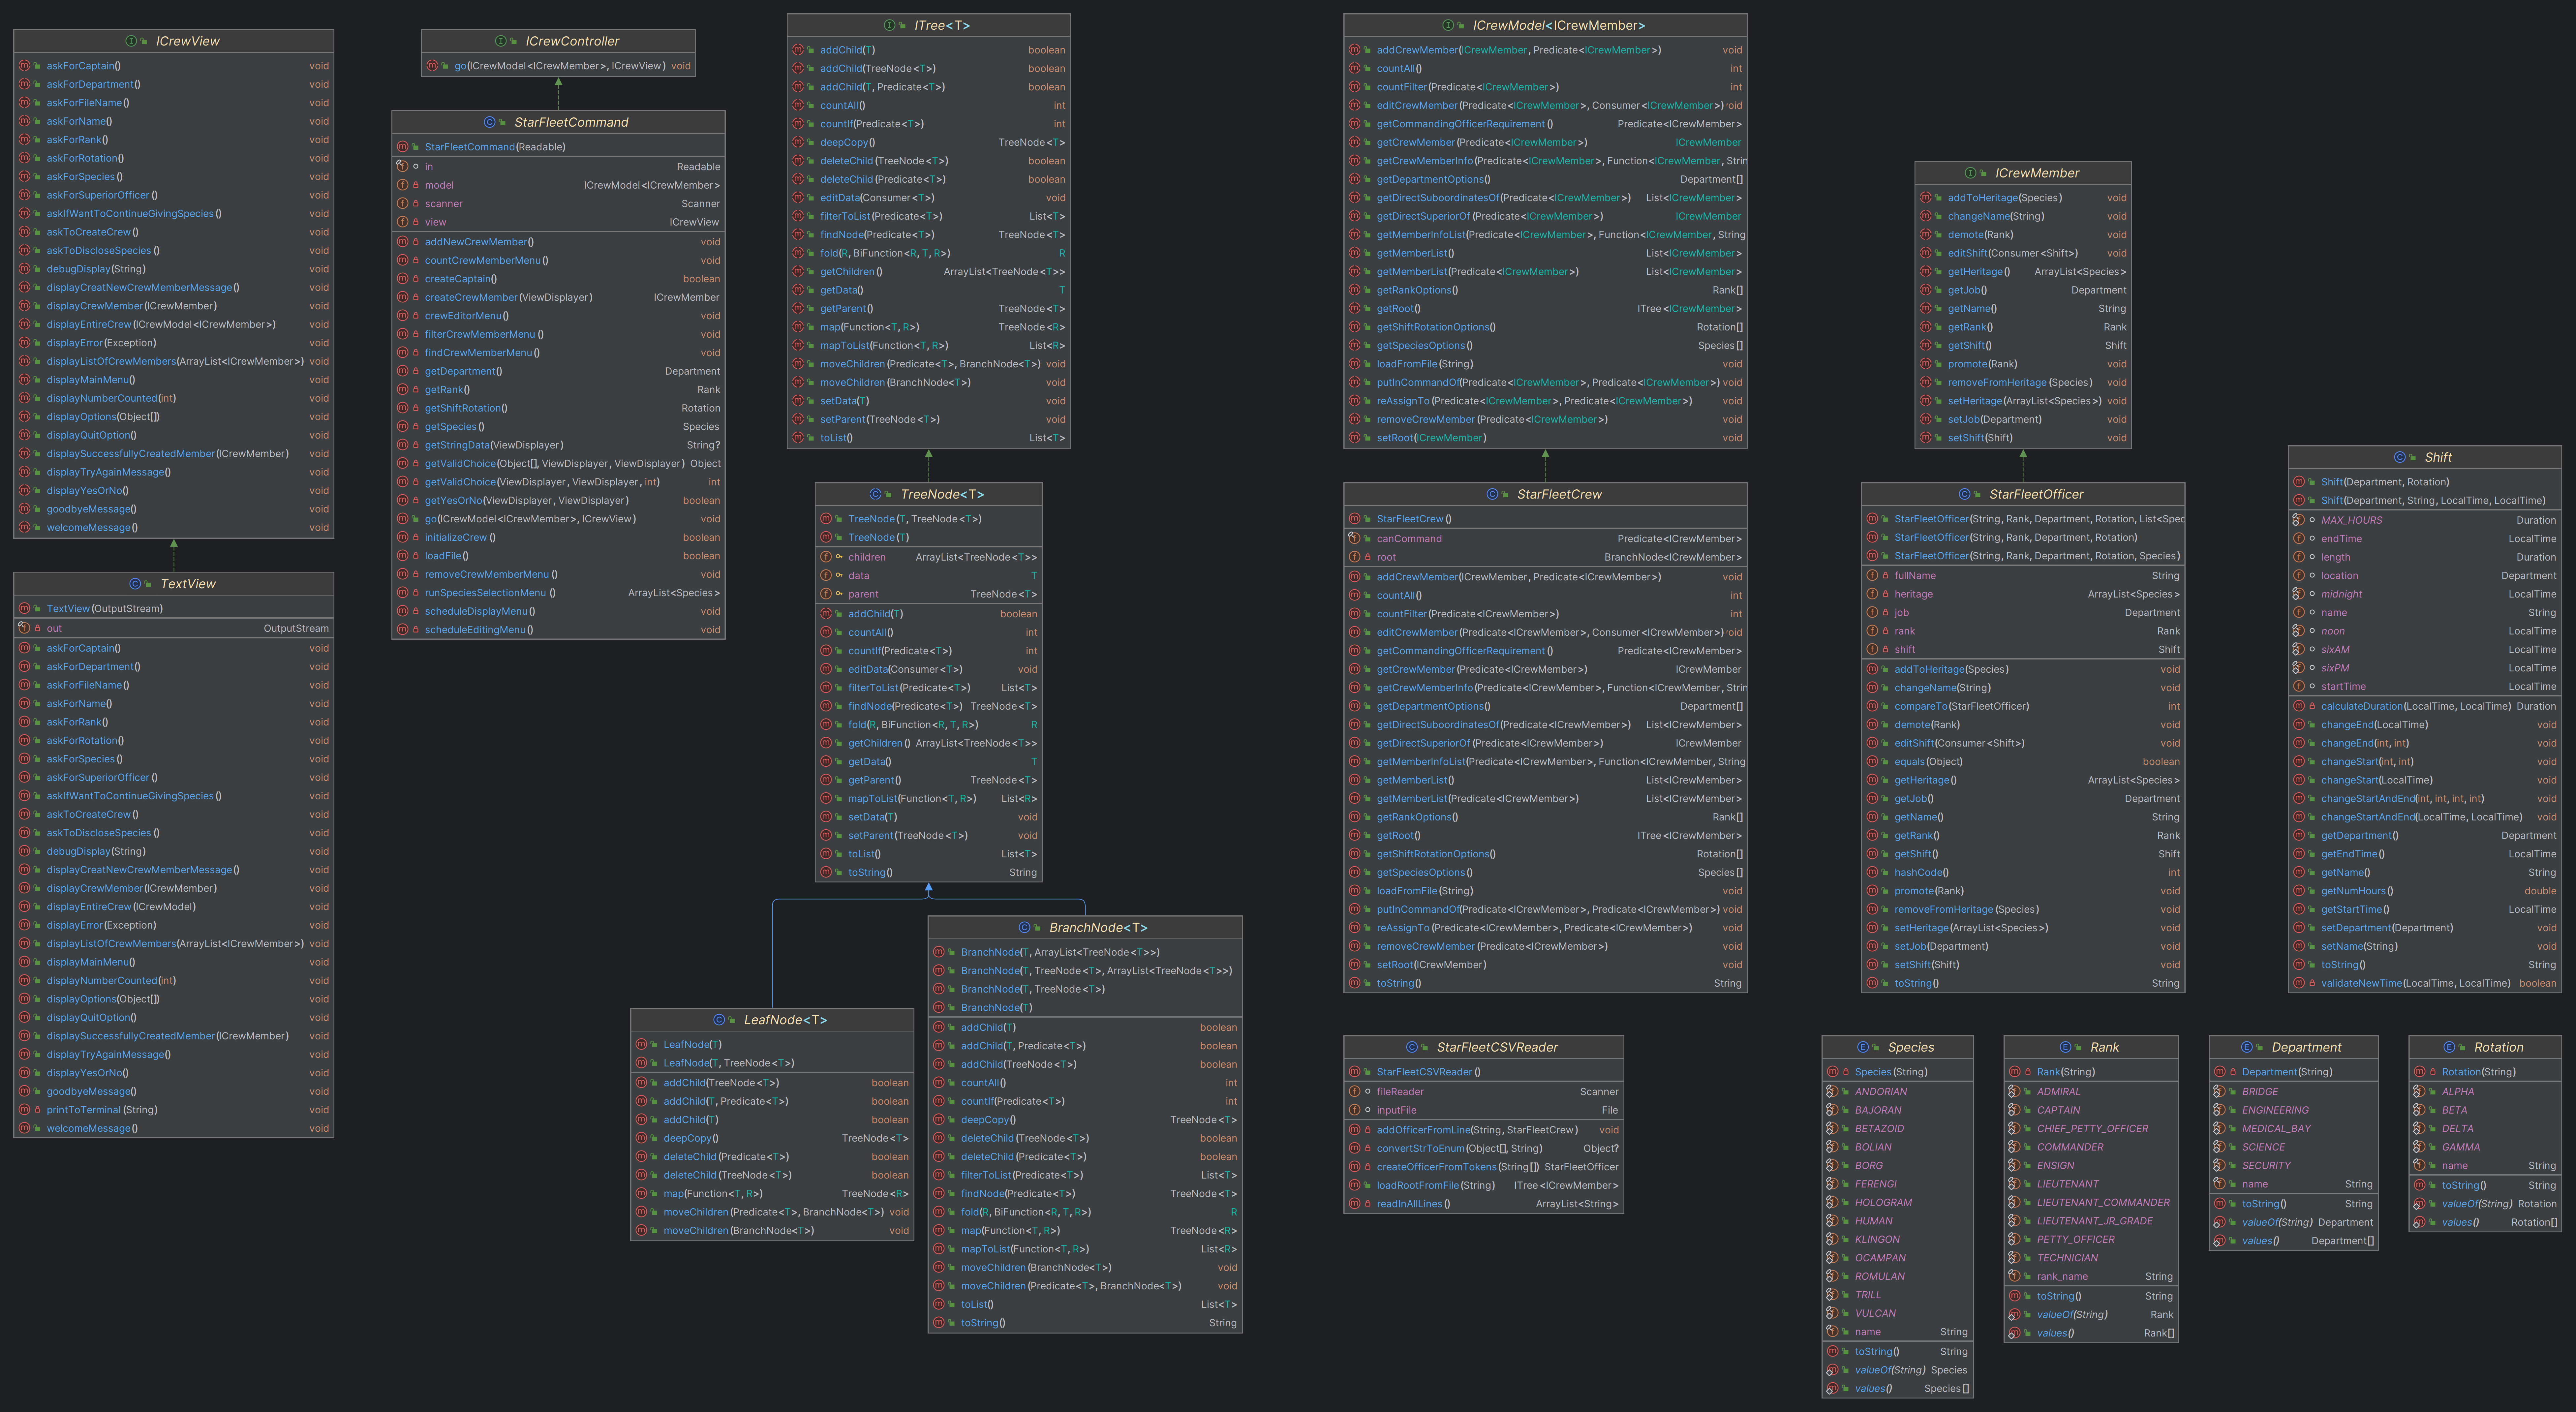 ICrewView
askForCaptain() void
askForDepartment() void
askForFileName() void
askForName() void
askForRank() void
askForRotation() void
askForSpecies() void
askForSuperiorOfficer() void
askIfWantToContinueGivingSpecies() void
askToCreateCrew() void
askToDiscloseSpecies() void
debugDisplay(String) void
displayCreatNewCrewMemberMessage() void
displayCrewMember(ICrewMember) void
displayEntireCrew(ICrewModel<ICrewMember>) void
displayError(Exception) void
displayListOfCrewMembers(ArrayList<ICrewMember>) void
displayMainMenu() void
displayNumberCounted(int) void
displayOptions(Object[]) void
displayQuitOption() void
displaySuccessfullyCreatedMember(ICrewMember) void
displayTryAgainMessage() void
displayYesOrNo() void
goodbyeMessage() void
welcomeMessage() void
TextView
TextView(OutputStream)
out OutputStream
askForCaptain() void
askForDepartment() void
askForFileName() void
askForName() void
askForRank() void
askForRotation() void
askForSpecies() void
askForSuperiorOfficer() void
askIfWantToContinueGivingSpecies() void
askToCreateCrew() void
askToDiscloseSpecies() void
debugDisplay(String) void
displayCreatNewCrewMemberMessage() void
displayCrewMember(ICrewMember) void
displayEntireCrew(ICrewModel) void
displayError(Exception) void
displayListOfCrewMembers(ArrayList<ICrewMember>) void
displayMainMenu() void
displayNumberCounted(int) void
displayOptions(Object[]) void
displayQuitOption() void
displaySuccessfullyCreatedMember(ICrewMember) void
displayTryAgainMessage() void
displayYesOrNo() void
goodbyeMessage() void
printToTerminal(String) void
welcomeMessage() void
ICrewController
go(ICrewModel<ICrewMember>, ICrewView) void
StarFleetCommand
StarFleetCommand(Readable)
in Readable
model ICrewModel<ICrewMember>
scanner Scanner
view ICrewView
addNewCrewMember() void
countCrewMemberMenu() void
createCaptain() boolean
createCrewMember(ViewDisplayer) ICrewMember
crewEditorMenu() void
filterCrewMemberMenu() void
findCrewMemberMenu() void
getDepartment() Department
getRank() Rank
getShiftRotation() Rotation
getSpecies() Species
getStringData(ViewDisplayer) String?
getValidChoice(Object[], ViewDisplayer, ViewDisplayer) Object
getValidChoice(ViewDisplayer, ViewDisplayer, int) int
getYesOrNo(ViewDisplayer, ViewDisplayer) boolean
go(ICrewModel<ICrewMember>, ICrewView) void
initializeCrew() boolean
loadFile() boolean
removeCrewMemberMenu() void
runSpeciesSelectionMenu() ArrayList<Species>
scheduleDisplayMenu() void
scheduleEditingMenu() void
ITree<T>
addChild(T) boolean
addChild(TreeNode<T>) boolean
addChild(T, Predicate<T>) boolean
countAll() int
countIf(Predicate<T>) int
deepCopy() TreeNode<T>
deleteChild(TreeNode<T>) boolean
deleteChild(Predicate<T>) boolean
editData(Consumer<T>) void
filterToList(Predicate<T>) List<T>
findNode(Predicate<T>) TreeNode<T>
fold(R, BiFunction<R, T, R>) R
getChildren() ArrayList<TreeNode<T>>
getData() T
getParent() TreeNode<T>
map(Function<T, R>) TreeNode<R>
mapToList(Function<T, R>) List<R>
moveChildren(Predicate<T>, BranchNode<T>) void
moveChildren(BranchNode<T>) void
setData(T) void
setParent(TreeNode<T>) void
toList() List<T>
TreeNode<T>
TreeNode(T, TreeNode<T>)
TreeNode(T)
children ArrayList<TreeNode<T>>
data T
parent TreeNode<T>
addChild(T) boolean
countAll() int
countIf(Predicate<T>) int
editData(Consumer<T>) void
filterToList(Predicate<T>) List<T>
findNode(Predicate<T>) TreeNode<T>
fold(R, BiFunction<R, T, R>) R
getChildren() ArrayList<TreeNode<T>>
getData() T
getParent() TreeNode<T>
mapToList(Function<T, R>) List<R>
setData(T) void
setParent(TreeNode<T>) void
toList() List<T>
toString() String
LeafNode<T>
LeafNode(T)
LeafNode(T, TreeNode<T>)
addChild(TreeNode<T>) boolean
addChild(T, Predicate<T>) boolean
addChild(T) boolean
deepCopy() TreeNode<T>
deleteChild(Predicate<T>) boolean
deleteChild(TreeNode<T>) boolean
map(Function<T, R>) TreeNode<R>
moveChildren(Predicate<T>, BranchNode<T>) void
moveChildren(BranchNode<T>) void
BranchNode<T>
BranchNode(T, ArrayList<TreeNode<T>>)
BranchNode(T, TreeNode<T>, ArrayList<TreeNode<T>>)
BranchNode(T, TreeNode<T>)
BranchNode(T)
addChild(T) boolean
addChild(T, Predicate<T>) boolean
addChild(TreeNode<T>) boolean
countAll() int
countIf(Predicate<T>) int
deepCopy() TreeNode<T>
deleteChild(TreeNode<T>) boolean
deleteChild(Predicate<T>) boolean
filterToList(Predicate<T>) List<T>
findNode(Predicate<T>) TreeNode<T>
fold(R, BiFunction<R, T, R>) R
map(Function<T, R>) TreeNode<R>
mapToList(Function<T, R>) List<R>
moveChildren(BranchNode<T>) void
moveChildren(Predicate<T>, BranchNode<T>) void
toList() List<T>
toString() String
ICrewModel<ICrewMember>
addCrewMember(ICrewMember, Predicate<ICrewMember>) void
countAll() int
countFilter(Predicate<ICrewMember>) int
editCrewMember(Predicate<ICrewMember>, Consumer<ICrewMember>) void
getCommandingOfficerRequirement() Predicate<ICrewMember>
getCrewMember(Predicate<ICrewMember>) ICrewMember
getCrewMemberInfo(Predicate<ICrewMember>, Function<ICrewMember, Strin
getDepartmentOptions() Department[]
getDirectSuboordinatesOf(Predicate<ICrewMember>) List<ICrewMember>
getDirectSuperiorOf(Predicate<ICrewMember>) ICrewMember
getMemberInfoList(Predicate<ICrewMember>, Function<ICrewMember, String
getMemberList() List<ICrewMember>
getMemberList(Predicate<ICrewMember>) List<ICrewMember>
getRankOptions() Rank[]
getRoot() ITree<ICrewMember>
getShiftRotationOptions() Rotation[]
getSpeciesOptions() Species[]
loadFromFile(String) void
putInCommandOf(Predicate<ICrewMember>, Predicate<ICrewMember>) void
reAssignTo(Predicate<ICrewMember>, Predicate<ICrewMember>) void
removeCrewMember(Predicate<ICrewMember>) void
setRoot(ICrewMember) void
StarFleetCrew
StarFleetCrew()
canCommand Predicate<ICrewMember>
root BranchNode<ICrewMember>
addCrewMember(ICrewMember, Predicate<ICrewMember>) void
countAll() int
countFilter(Predicate<ICrewMember>) int
editCrewMember(Predicate<ICrewMember>, Consumer<ICrewMember>) void
getCommandingOfficerRequirement() Predicate<ICrewMember>
getCrewMember(Predicate<ICrewMember>) ICrewMember
getCrewMemberInfo(Predicate<ICrewMember>, Function<ICrewMember, Strin
getDepartmentOptions() Department[]
getDirectSuboordinatesOf(Predicate<ICrewMember>) List<ICrewMember>
getDirectSuperiorOf(Predicate<ICrewMember>) ICrewMember
getMemberInfoList(Predicate<ICrewMember>, Function<ICrewMember, String
getMemberList() List<ICrewMember>
getMemberList(Predicate<ICrewMember>) List<ICrewMember>
getRankOptions() Rank[]
getRoot() ITree<ICrewMember>
getShiftRotationOptions() Rotation[]
getSpeciesOptions() Species[]
loadFromFile(String) void
putInCommandOf(Predicate<ICrewMember>, Predicate<ICrewMember>) void
reAssignTo(Predicate<ICrewMember>, Predicate<ICrewMember>) void
removeCrewMember(Predicate<ICrewMember>) void
setRoot(ICrewMember) void
toString() String
StarFleetCSVReader
StarFleetCSVReader()
fileReader Scanner
inputFile File
addOfficerFromLine(String, StarFleetCrew) void
convertStrToEnum(Object[], String) Object?
createOfficerFromTokens(String[]) StarFleetOfficer
loadRootFromFile(String) ITree<ICrewMember>
readInAllLines() ArrayList<String>
ICrewMember
addToHeritage(Species) void
changeName(String) void
demote(Rank) void
editShift(Consumer<Shift>) void
getHeritage() ArrayList<Species>
getJob() Department
getName() String
getRank() Rank
getShift() Shift
promote(Rank) void
removeFromHeritage(Species) void
setHeritage(ArrayList<Species>) void
setJob(Department) void
setShift(Shift) void
StarFleetOfficer
StarFleetOfficer(String, Rank, Department, Rotation, List<Spec
StarFleetOfficer(String, Rank, Department, Rotation)
StarFleetOfficer(String, Rank, Department, Rotation, Species)
fullName String
heritage ArrayList<Species>
job Department
rank Rank
shift Shift
addToHeritage(Species) void
changeName(String) void
compareTo(StarFleetOfficer) int
demote(Rank) void
editShift(Consumer<Shift>) void
equals(Object) boolean
getHeritage() ArrayList<Species>
getJob() Department
getName() String
getRank() Rank
getShift() Shift
hashCode() int
promote(Rank) void
removeFromHeritage(Species) void
setHeritage(ArrayList<Species>) void
setJob(Department) void
setShift(Shift) void
toString() String
Shift
Shift(Department, Rotation)
Shift(Department, String, LocalTime, LocalTime)
MAX_HOURS Duration
endTime LocalTime
length Duration
location Department
midnight LocalTime
name String
noon LocalTime
sixAM LocalTime
sixPM LocalTime
startTime LocalTime
calculateDuration(LocalTime, LocalTime) Duration
changeEnd(LocalTime) void
changeEnd(int, int) void
changeStart(int, int) void
changeStart(LocalTime) void
changeStartAndEnd(int, int, int, int) void
changeStartAndEnd(LocalTime, LocalTime) void
getDepartment() Department
getEndTime() LocalTime
getName() String
getNumHours() double
getStartTime() LocalTime
setDepartment(Department) void
setName(String) void
toString() String
validateNewTime(LocalTime, LocalTime) boolean
Species
Species(String)
ANDORIAN
BAJORAN
BETAZOID
BOLIAN
BORG
FERENGI
HOLOGRAM
HUMAN
KLINGON
OCAMPAN
ROMULAN
TRILL
VULCAN
name String
toString() String
valueOf(String) Species
values() Species[]
Rank
Rank(String)
ADMIRAL
CAPTAIN
CHIEF_PETTY_OFFICER
COMMANDER
ENSIGN
LIEUTENANT
LIEUTENANT_COMMANDER
LIEUTENANT_JR_GRADE
PETTY_OFFICER
TECHNICIAN
rank_name String
toString() String
valueOf(String) Rank
values() Rank[]
Department
Department(String)
BRIDGE
ENGINEERING
MEDICAL_BAY
SCIENCE
SECURITY
name String
toString() String
valueOf(String) Department
values() Department[]
Rotation
Rotation(String)
ALPHA
BETA
DELTA
GAMMA
name String
toString() String
valueOf(String) Rotation
values() Rotation[]